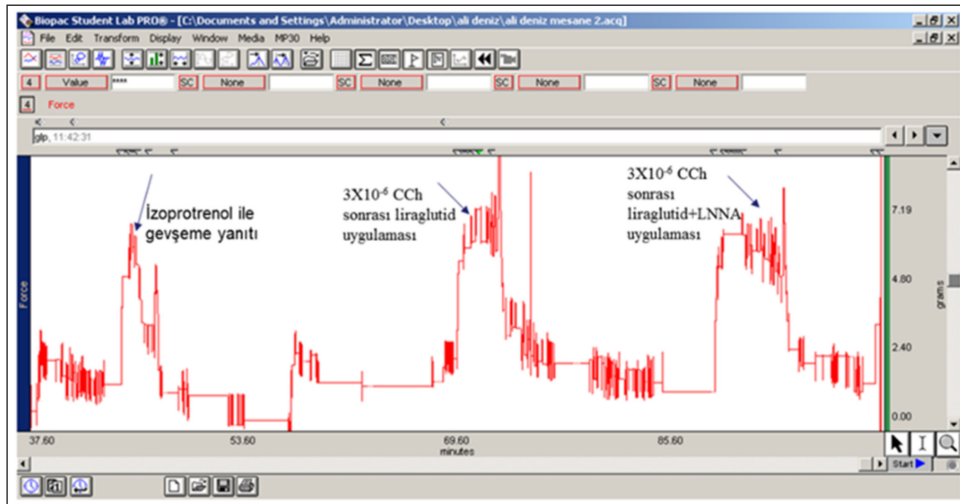 Biopac Student Lab PRO® - [C:\Documents and Settings\Administrator\Desktop\ali deniz\ali deniz mesane 2.acq]
File Edit Transform Display Window Media MP30 Help
4 Value **** SC None SC None SC None SC None
4 Force
glp, 11:42:31
İzoprotrenol ile
gevşeme yanıtı
3X10⁻⁶ CCh
sonrası liraglutid
uygulaması
3X10⁻⁶ CCh
sonrası
liraglutid+LNNA
uygulaması
Force
7.19
4.80
2.40
0.00
grams
37.60 53.60 69.60 85.60
minutes
Start